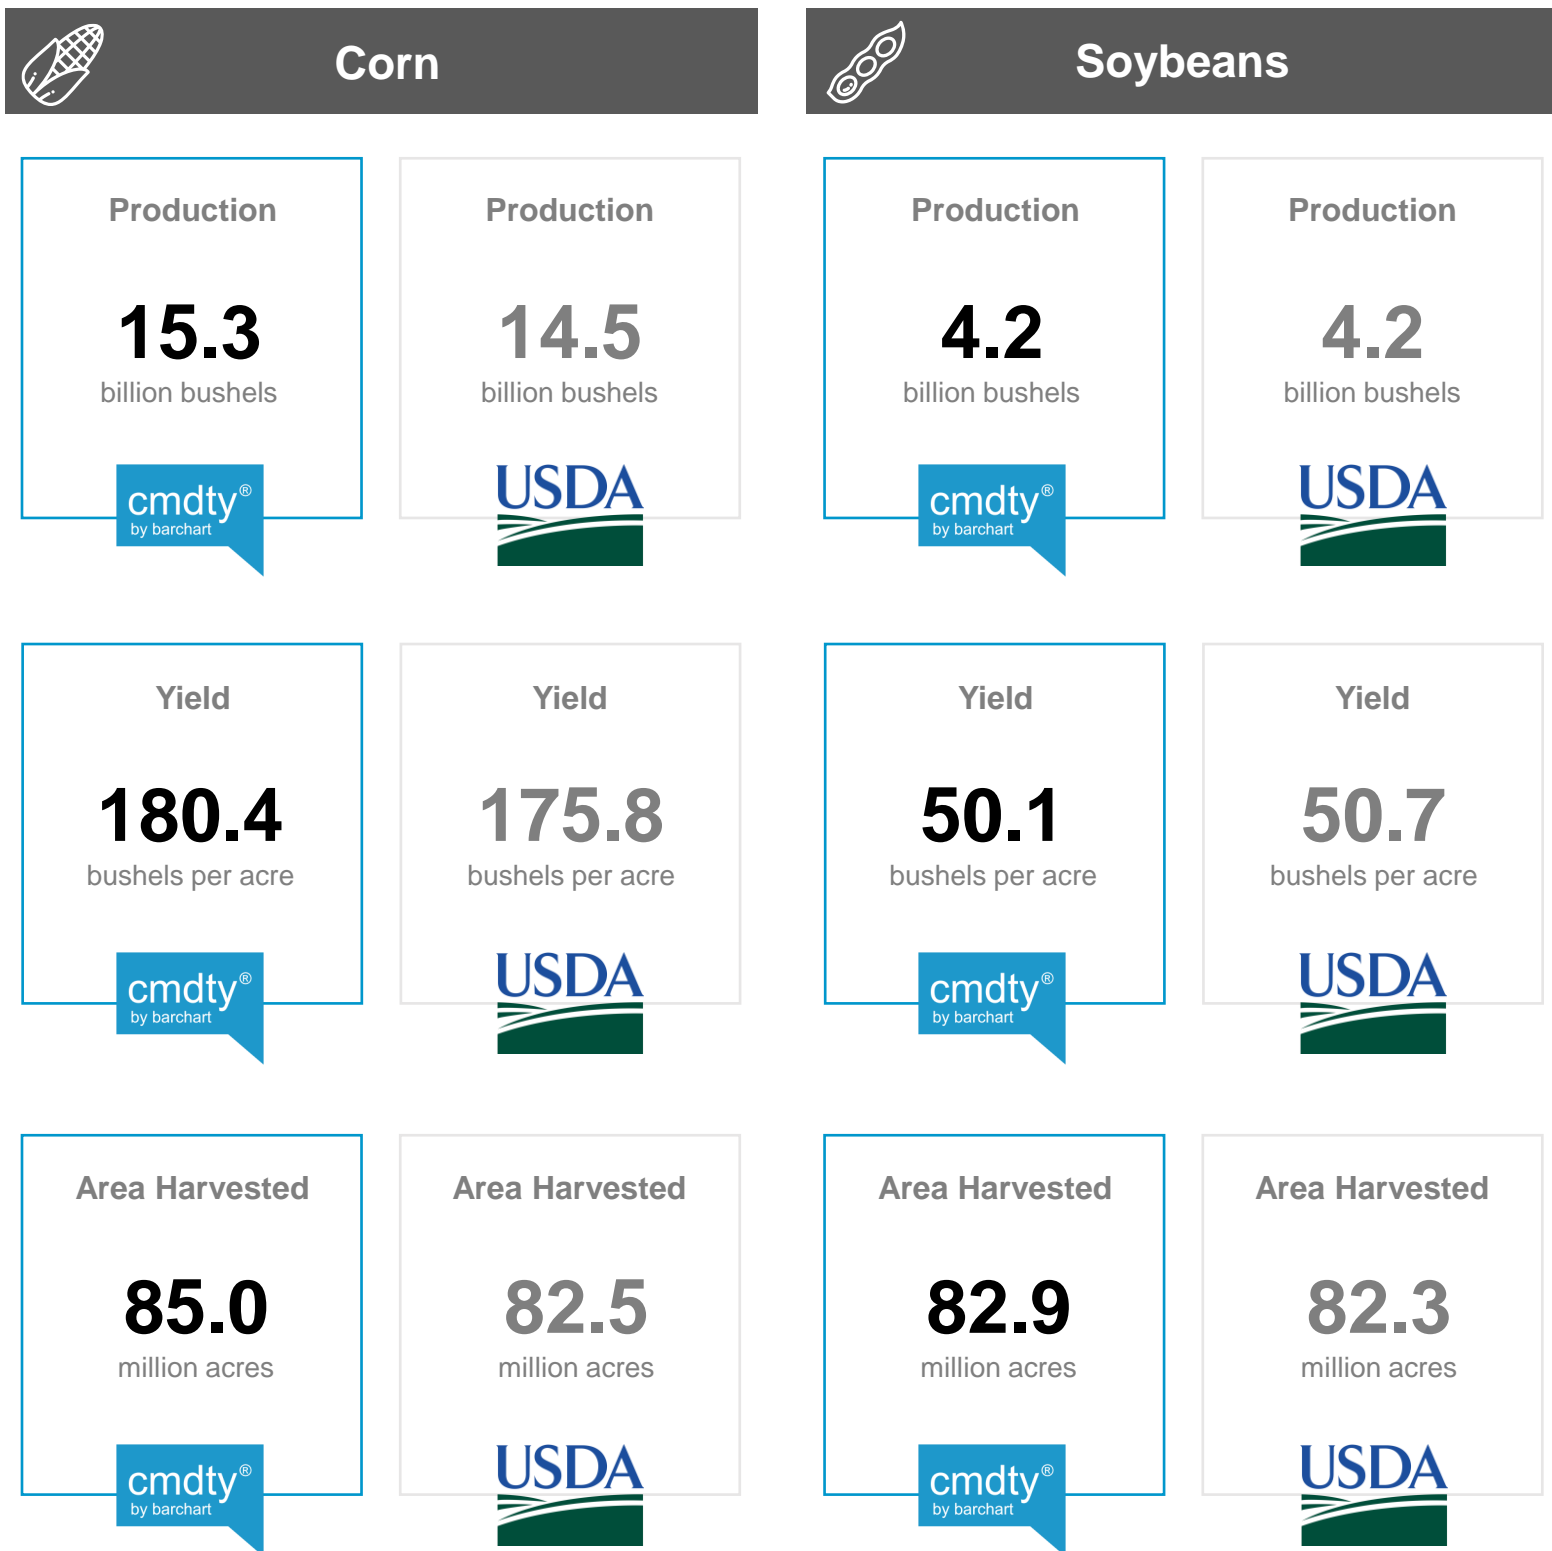 Corn
Soybeans
Production
Production
Production
Production
15.3
14.5
4.2
4.2
billion bushels
billion bushels
billion bushels
billion bushels
cmdty®
by barchart
USDA
cmdty®
by barchart
USDA
Yield
Yield
Yield
Yield
180.4
175.8
50.1
50.7
bushels per acre
bushels per acre
bushels per acre
bushels per acre
cmdty®
by barchart
USDA
cmdty®
by barchart
USDA
Area Harvested
Area Harvested
Area Harvested
Area Harvested
85.0
82.5
82.9
82.3
million acres
million acres
million acres
million acres
cmdty®
by barchart
USDA
cmdty®
by barchart
USDA